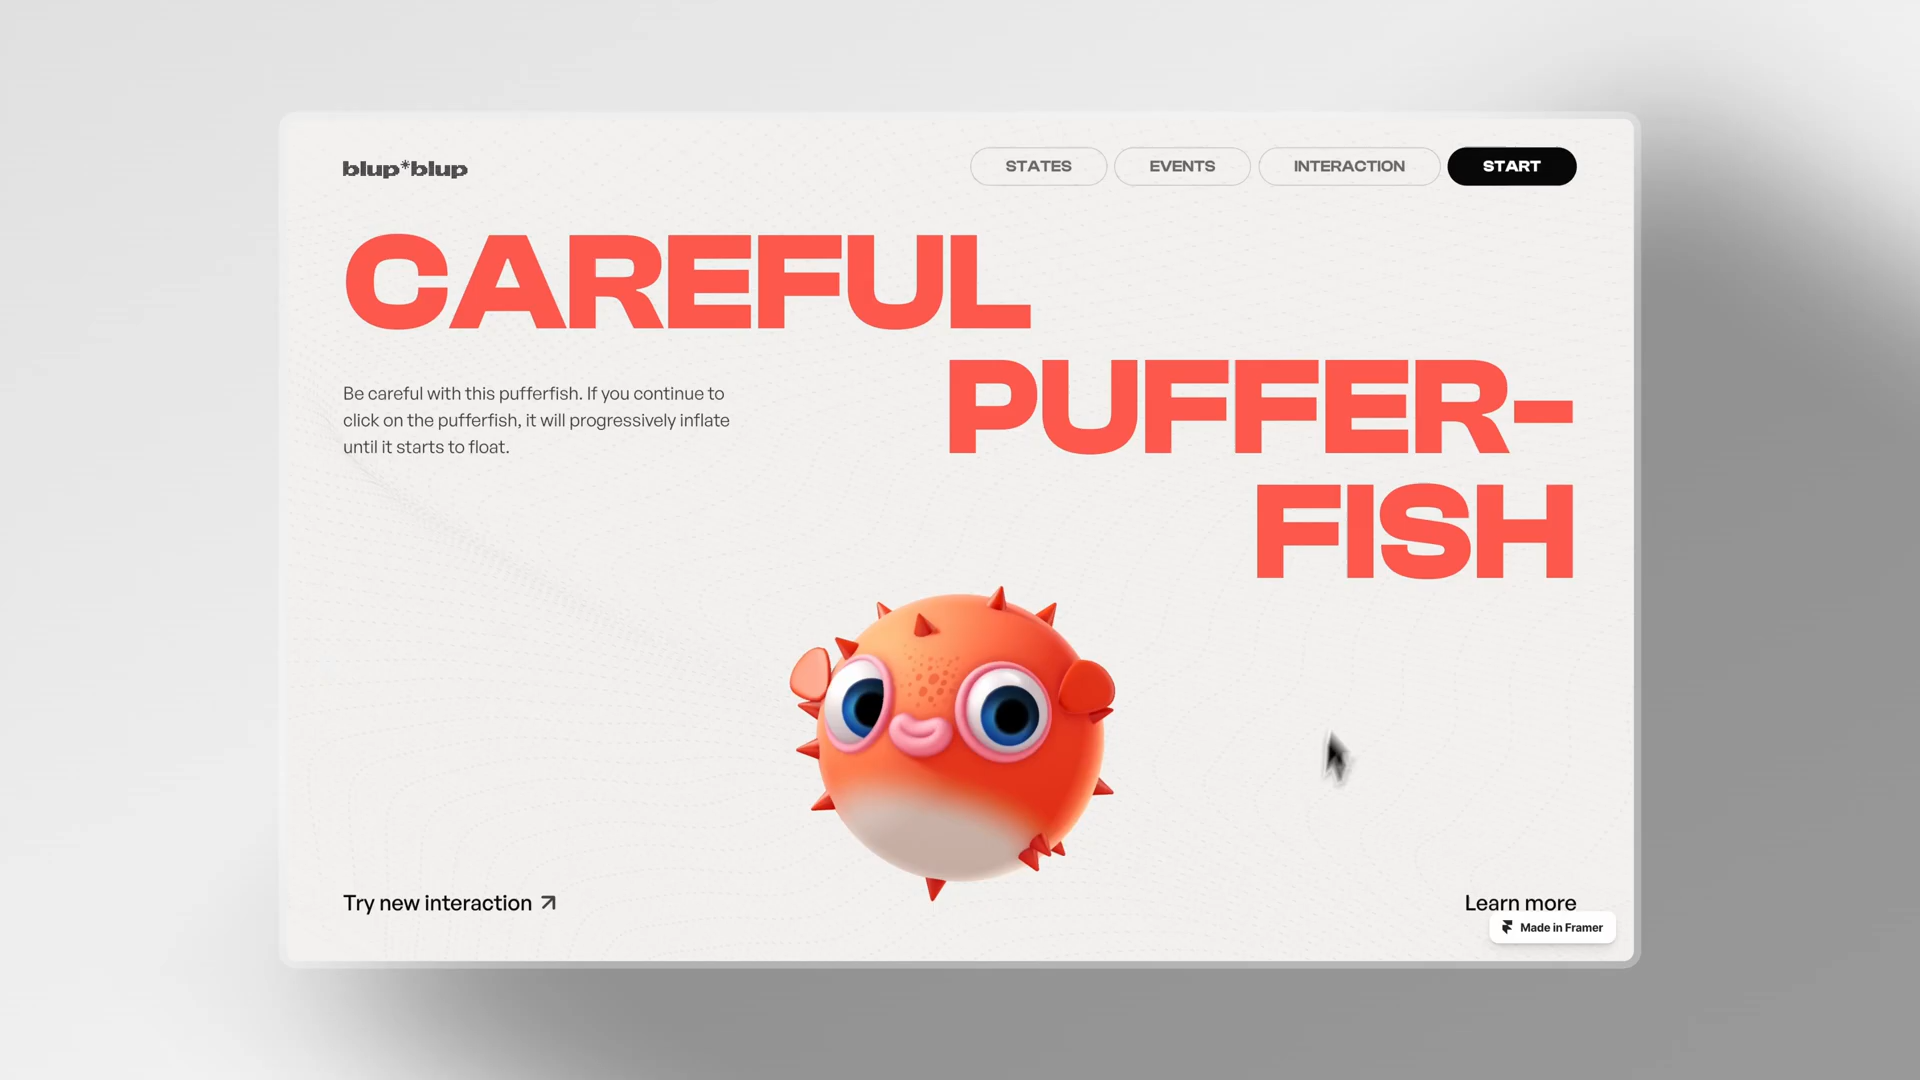 blup*blup
STATES
EVENTS
INTERACTION
START
CAREFUL
PUFFER-
FISH
Be careful with this pufferfish. If you continue to
click on the pufferfish, it will progressively inflate
until it starts to float.
Try new interaction ↗
Learn more
Made in Framer